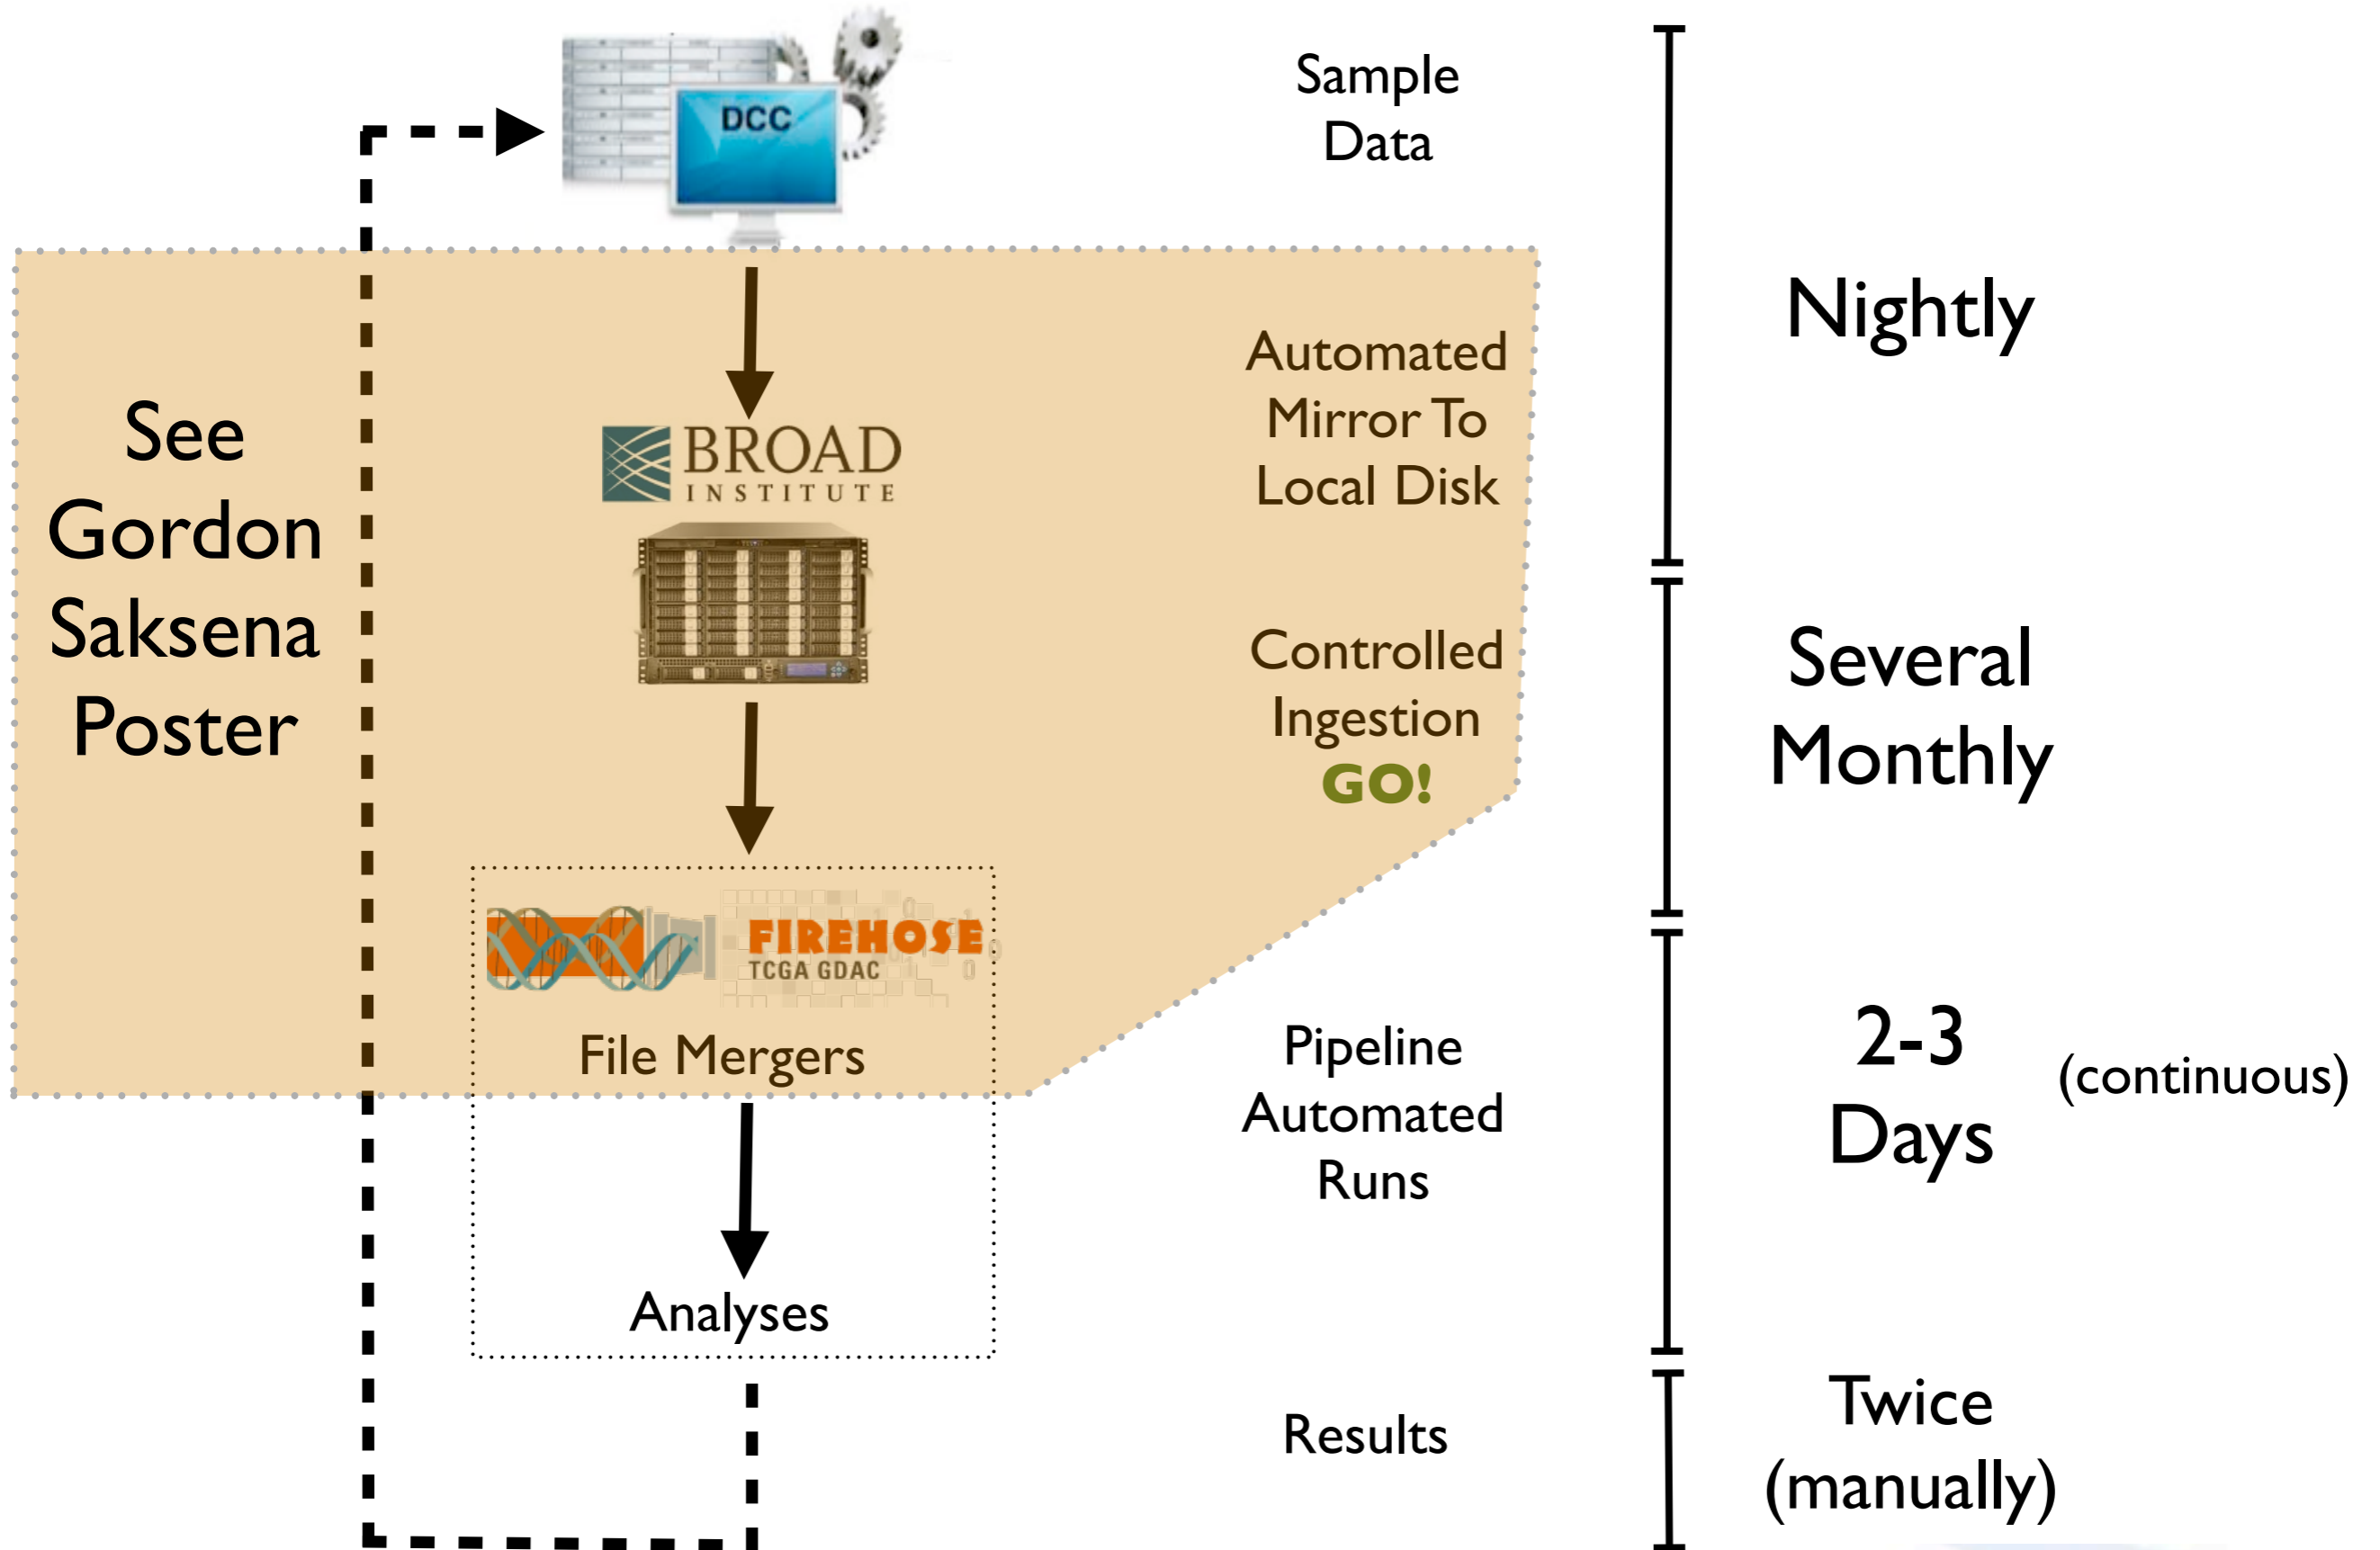 DCC
Sample
Data
Nightly
Automated
Mirror To
Local Disk
See
Gordon
Saksena
Poster
BROAD
INSTITUTE
Controlled
Ingestion
GO!
Several
Monthly
FIREHOSE
TCGA GDAC
File Mergers
Pipeline
Automated
Runs
2-3
Days
(continuous)
Analyses
Results
Twice
(manually)